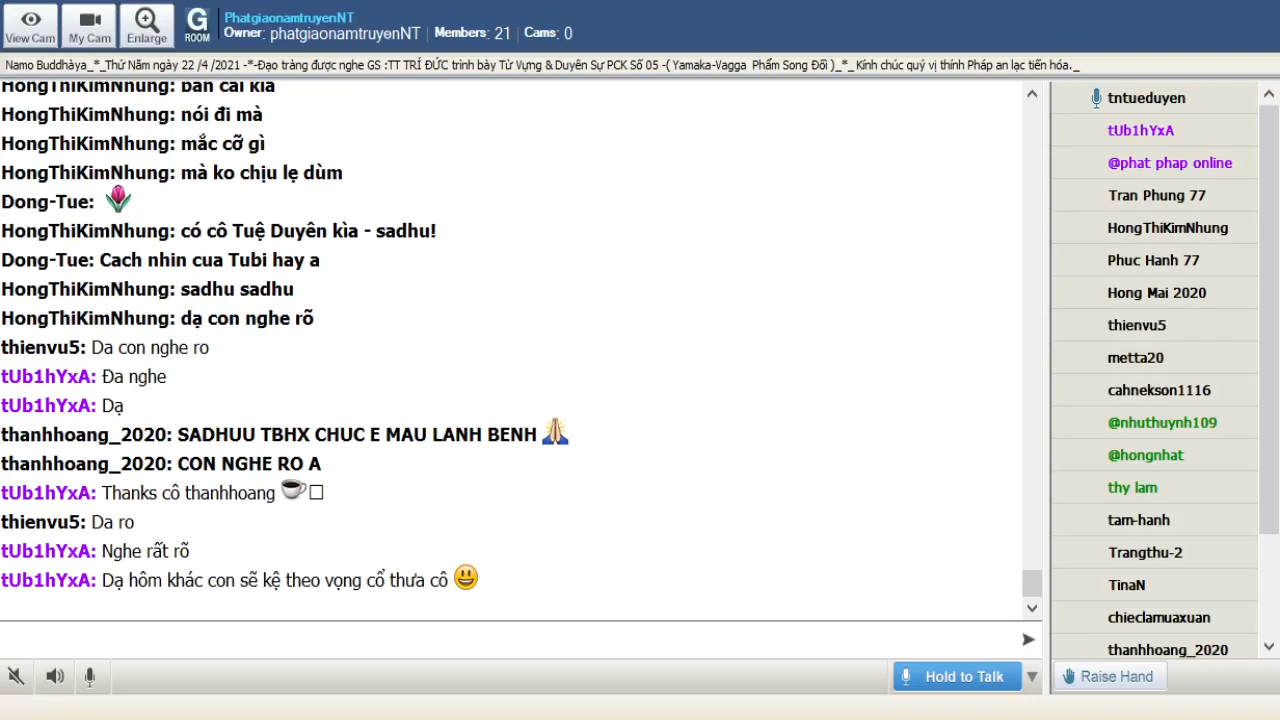 View Cam
My Cam
Enlarge
G
ROOM
PhatgiaonamtruyenNT
Owner: phatgiaonamtruyenNT | Members: 21 | Cams: 0
Namo Buddhàya_*_Thứ Năm ngày 22 /4 /2021 -*-Đạo tràng được nghe GS :TT TRÍ ĐỨC trình bày Từ Vựng & Duyên Sự PCK Số 05 -( Yamaka-Vagga Phẩm Song Đối )_*_ Kính chúc quý vị thính Pháp an lạc tiến hóa._
HongThiKimNhung: bần cãi kìa
HongThiKimNhung: nói đi mà
HongThiKimNhung: mắc cỡ gì
HongThiKimNhung: mà ko chịu lẹ dùm
Dong-Tue:
HongThiKimNhung: có cô Tuệ Duyên kìa - sadhu!
Dong-Tue: Cach nhin cua Tubi hay a
HongThiKimNhung: sadhu sadhu
HongThiKimNhung: dạ con nghe rõ
thienvu5: Da con nghe ro
tUb1hYxA: Đa nghe
tUb1hYxA: Dạ
thanhhoang_2020: SADHUU TBHX CHUC E MAU LANH BENH
thanhhoang_2020: CON NGHE RO A
tUb1hYxA: Thanks cô thanhhoang
thienvu5: Da ro
tUb1hYxA: Nghe rất rõ
tUb1hYxA: Dạ hôm khác con sẽ kệ theo vọng cổ thưa cô
Hold to Talk
tntueduyen
tUb1hYxA
@phat phap online
Tran Phung 77
HongThiKimNhung
Phuc Hanh 77
Hong Mai 2020
thienvu5
metta20
cahnekson1116
@nhuthuynh109
@hongnhat
thy lam
tam-hanh
Trangthu-2
TinaN
chieclamuaxuan
thanhhoang_2020
Raise Hand